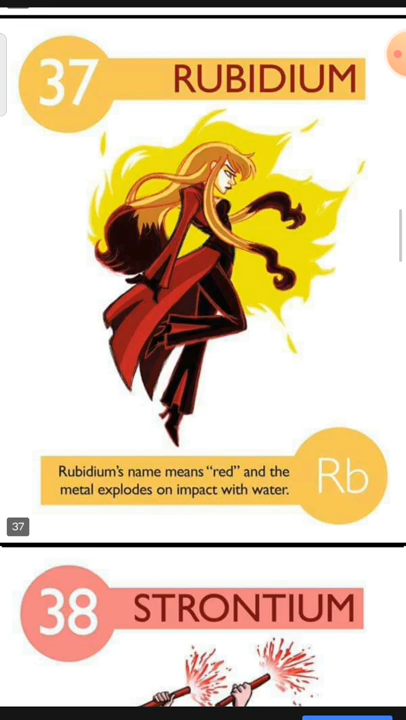 37 RUBIDIUM
Rubidium's name means “red” and the
metal explodes on impact with water.
Rb
37
38 STRONTIUM